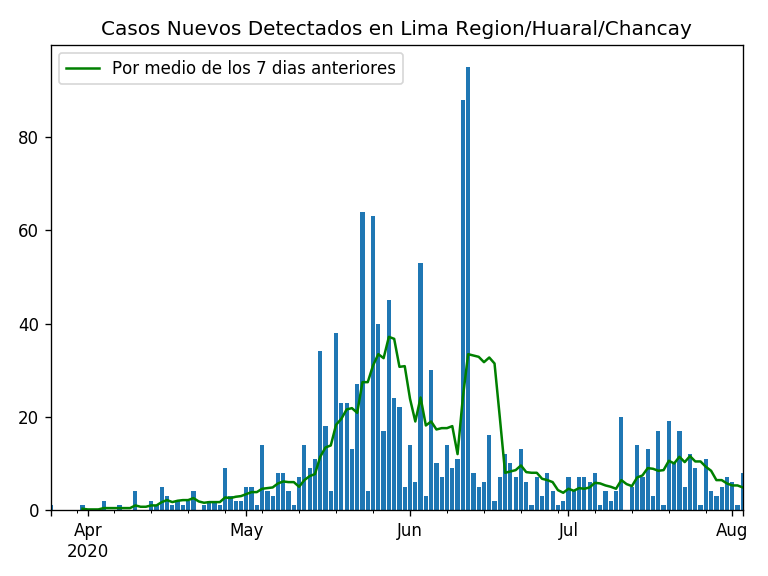 Casos Nuevos Detectados en Lima Region/Huaral/Chancay
Por medio de los 7 dias anteriores
80
60
40
20
0
Apr May Jun Jul Aug
2020